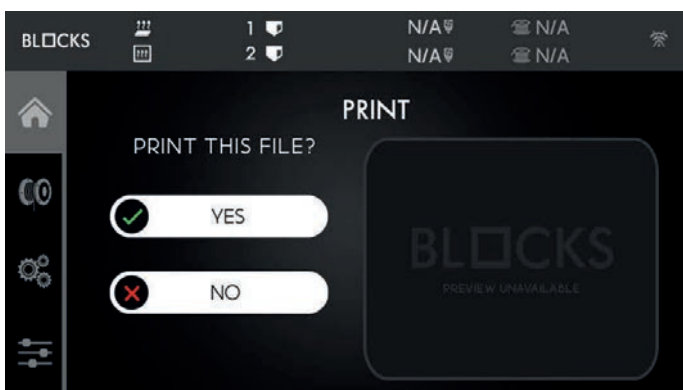 BLOCKS
1
2
N/A
N/A
N/A
N/A
PRINT
PRINT THIS FILE?
YES
NO
BLOCKS
PREVIEW UNAVAILABLE